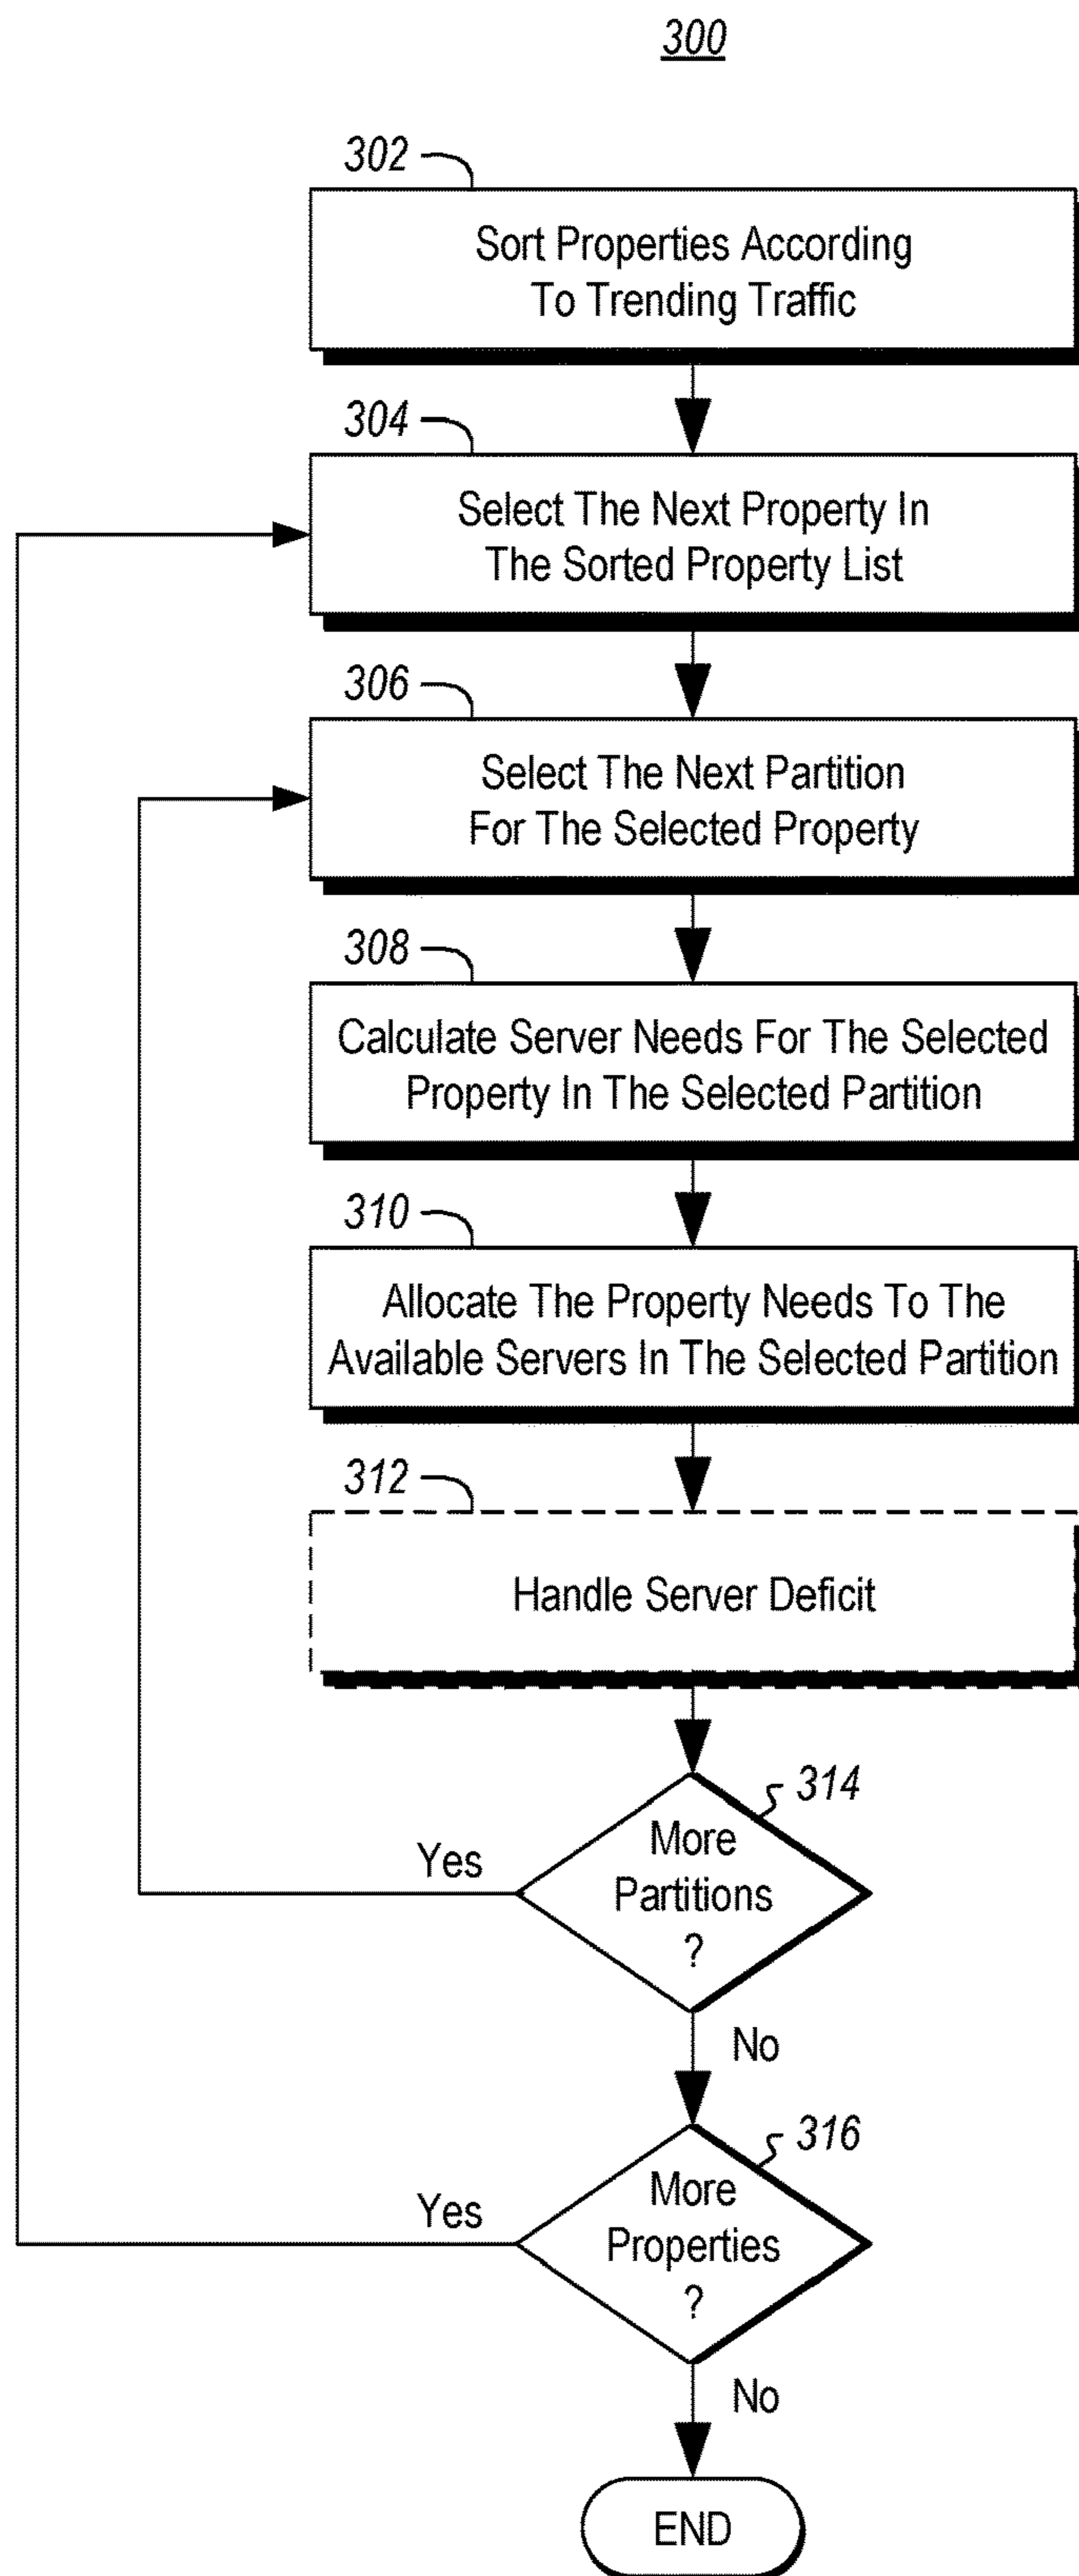 300
302
Sort Properties According
To Trending Traffic
304
Select The Next Property In
The Sorted Property List
306
Select The Next Partition
For The Selected Property
308
Calculate Server Needs For The Selected
Property In The Selected Partition
310
Allocate The Property Needs To The
Available Servers In The Selected Partition
312
Handle Server Deficit
314
More
Partitions
?
Yes
No
316
More
Properties
?
Yes
No
END